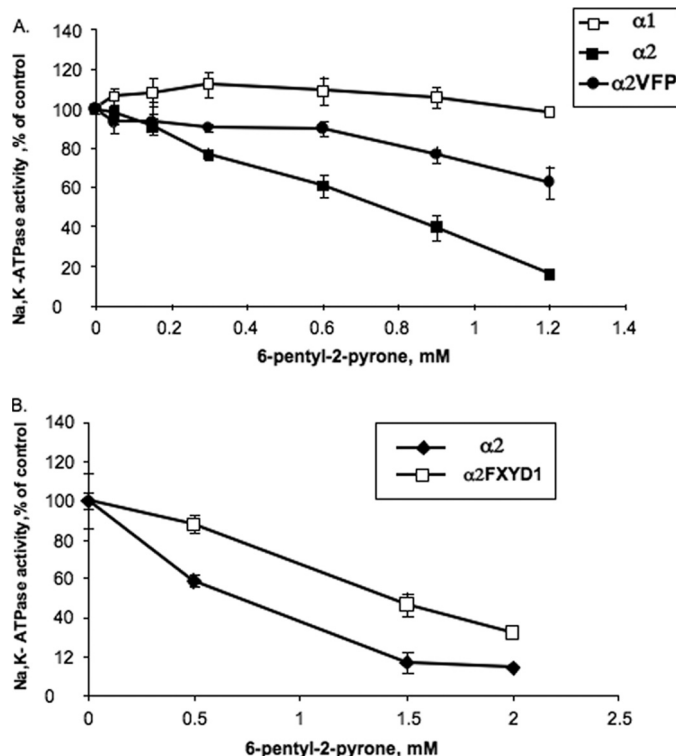 A.
α1
α2
α2VFP
Na,K -ATPase activity ,% of control
140
120
100
80
60
40
20
0
0 0.2 0.4 0.6 0.8 1 1.2 1.4
6-pentyl-2-pyrone, mM
B.
α2
α2FXYD1
Na,K- ATPase activity,% of control
140
120
100
80
60
40
12
0
0 0.5 1 1.5 2 2.5
6-pentyl-2-pyrone, mM